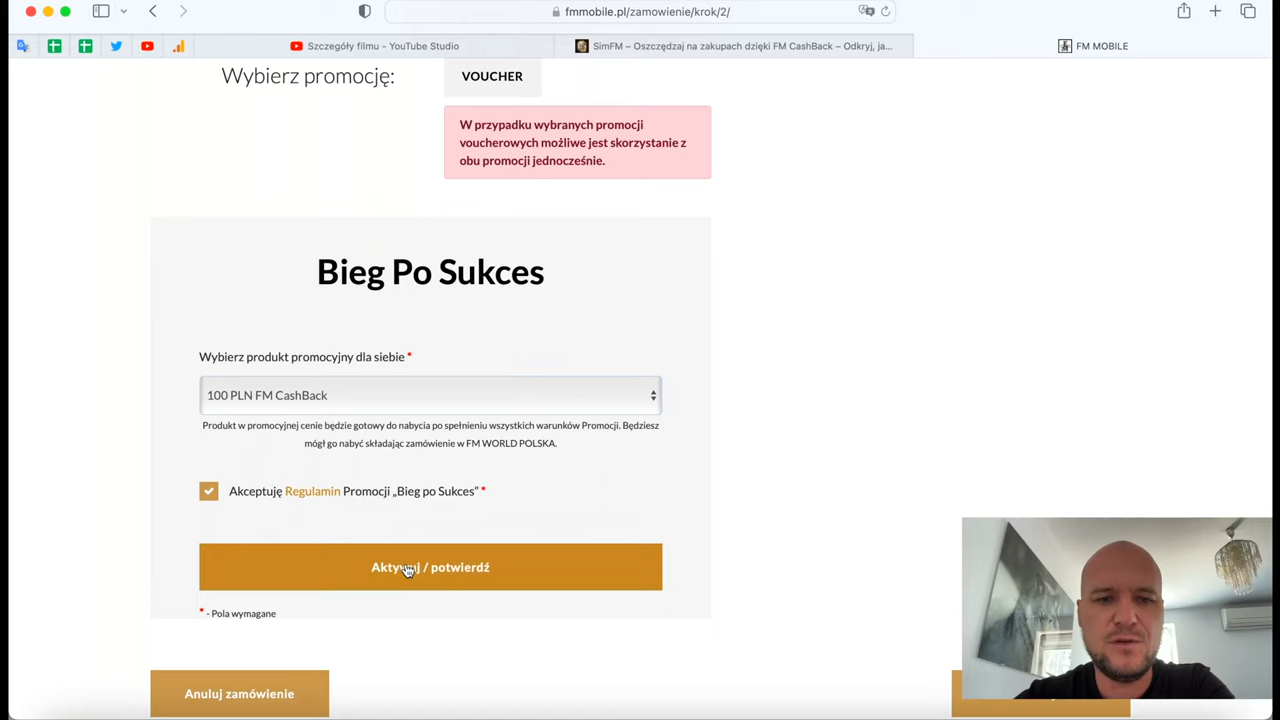 fmmobile.pl/zamowienie/krok/2/
Szczegóły filmu - YouTube Studio
SimFM – Oszczędzaj na zakupach dzięki FM CashBack – Odkryj, ja...
FM MOBILE
Wybierz promocję:
VOUCHER
W przypadku wybranych promocji
voucherowych możliwe jest skorzystanie z
obu promocji jednocześnie.
Bieg Po Sukces
Wybierz produkt promocyjny dla siebie *
100 PLN FM CashBack
Produkt w promocyjnej cenie będzie gotowy do nabycia po spełnieniu wszystkich warunków Promocji. Będziesz
mógł go nabyć składając zamówienie w FM WORLD POLSKA.
Akceptuję Regulamin Promocji „Bieg po Sukces” *
Aktywuj / potwierdź
* - Pola wymagane
Anuluj zamówienie